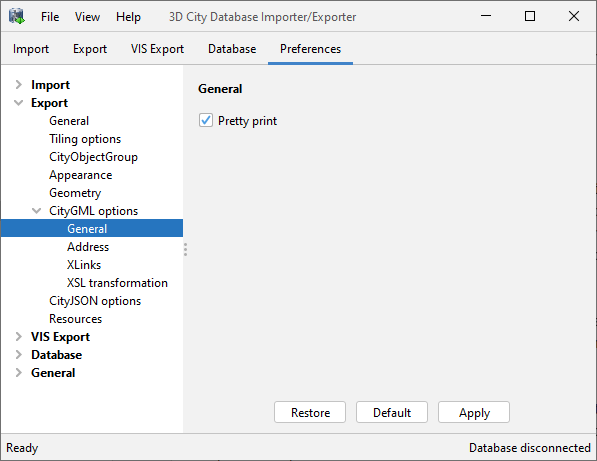 File View Help 3D City Database Importer/Exporter
Import Export VIS Export Database Preferences
Import
Export
General
Tiling options
CityObjectGroup
Appearance
Geometry
CityGML options
General
Address
XLinks
XSL transformation
CityJSON options
Resources
VIS Export
Database
General
General
Pretty print
Restore Default Apply
Ready Database disconnected